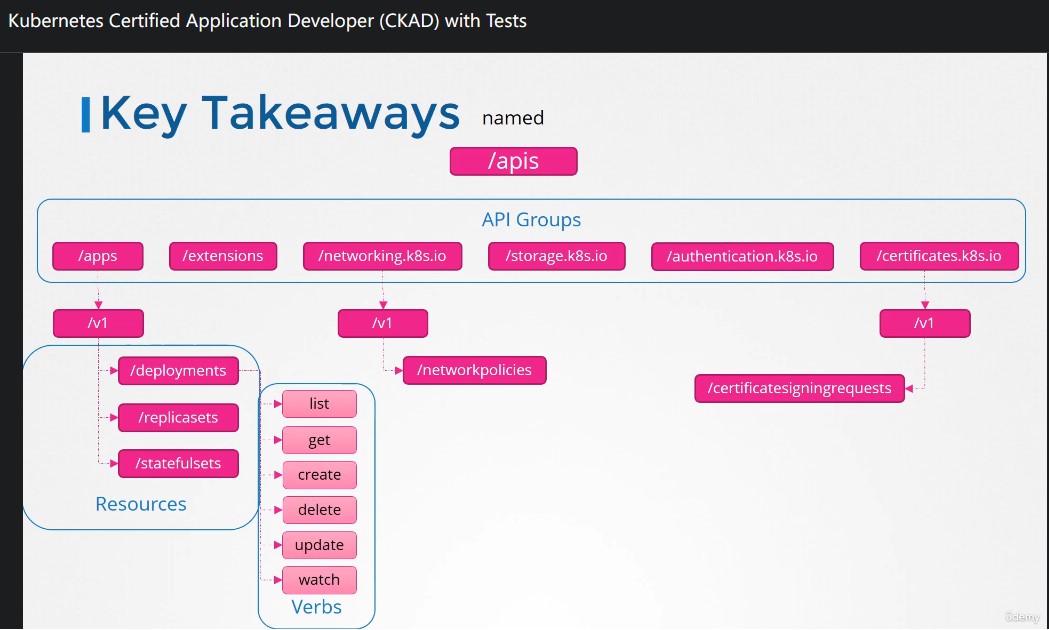 Kubernetes Certified Application Developer (CKAD) with Tests
Key Takeaways
named
/apis
API Groups
/apps /extensions /networking.k8s.io /storage.k8s.io /authentication.k8s.io /certificates.k8s.io
/v1 /v1 /v1
/deployments /networkpolicies
/certificatesigningrequests
/replicasets
/statefulsets
Resources
list
get
create
delete
update
watch
Verbs
ûdemy